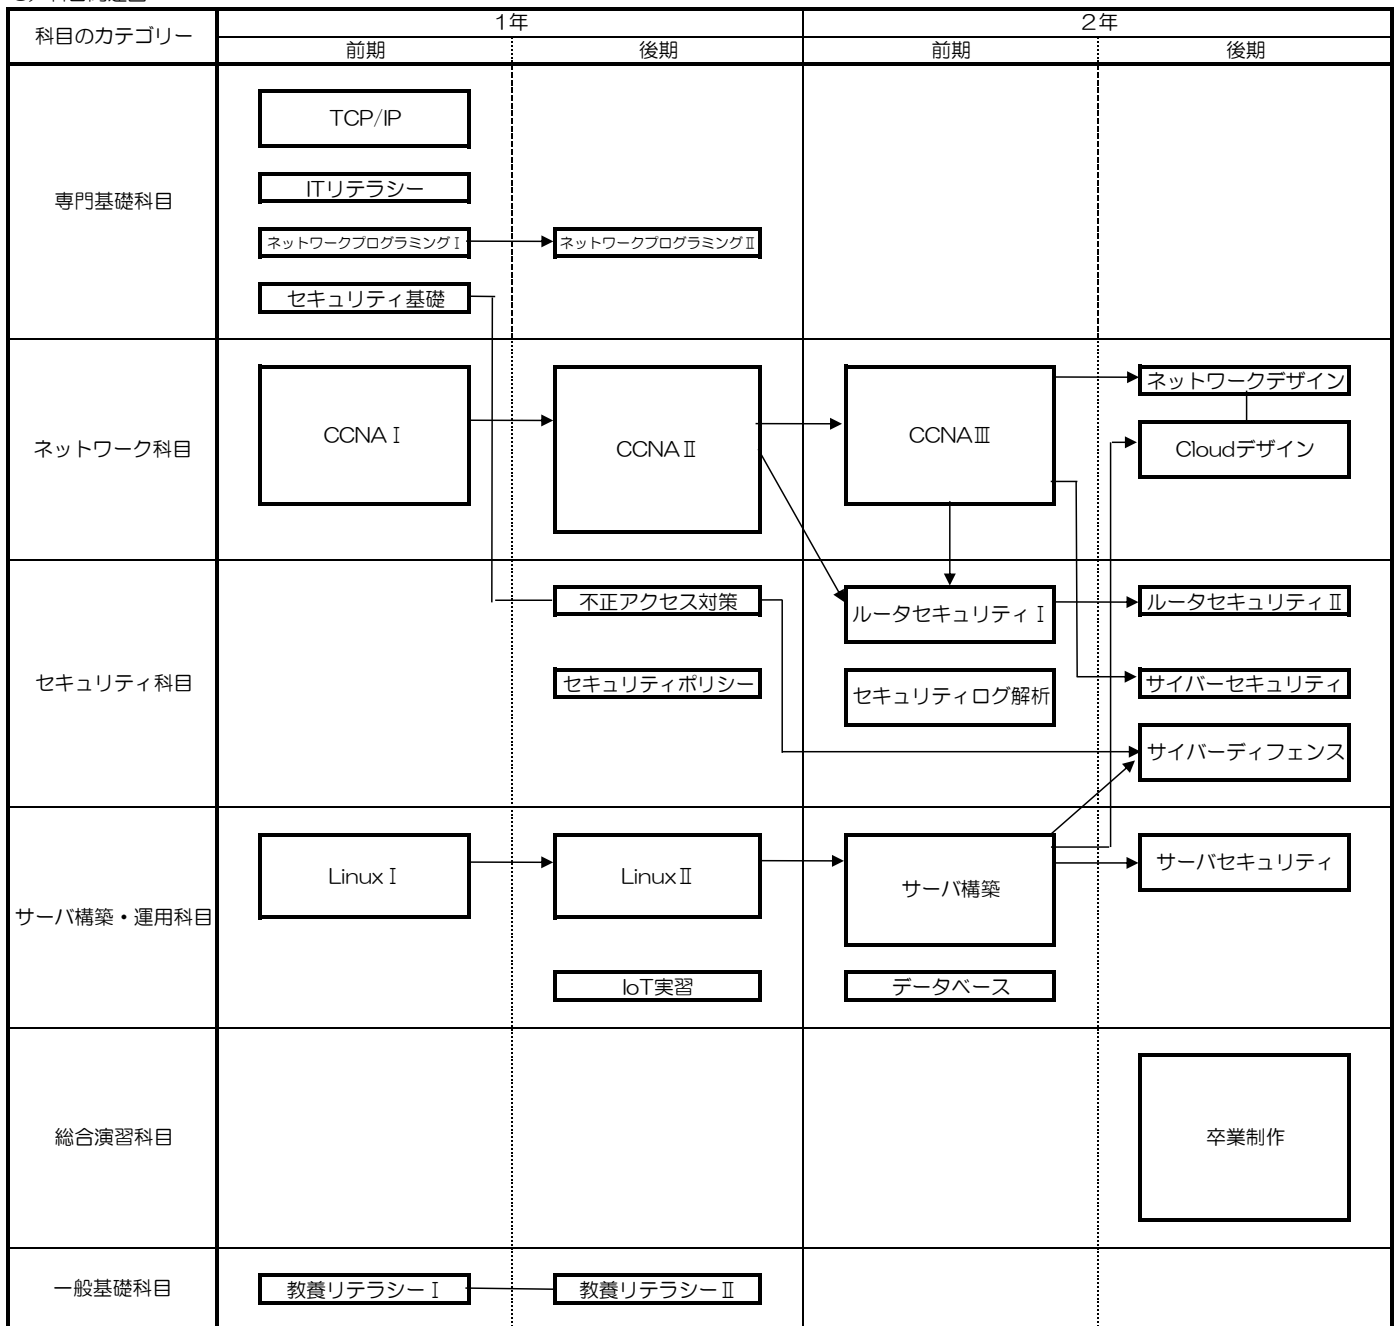 科目のカテゴリー
1年
2年
前期
後期
前期
後期
専門基礎科目
TCP/IP
ITリテラシー
ネットワークプログラミングⅠ
ネットワークプログラミングⅡ
セキュリティ基礎
ネットワーク科目
CCNAⅠ
CCNAⅡ
CCNAⅢ
ネットワークデザイン
Cloudデザイン
セキュリティ科目
不正アクセス対策
ルータセキュリティⅠ
ルータセキュリティⅡ
セキュリティポリシー
セキュリティログ解析
サイバーセキュリティ
サイバーディフェンス
サーバ構築・運用科目
LinuxⅠ
LinuxⅡ
サーバ構築
サーバセキュリティ
IoT実習
データベース
総合演習科目
卒業制作
一般基礎科目
教養リテラシーⅠ
教養リテラシーⅡ